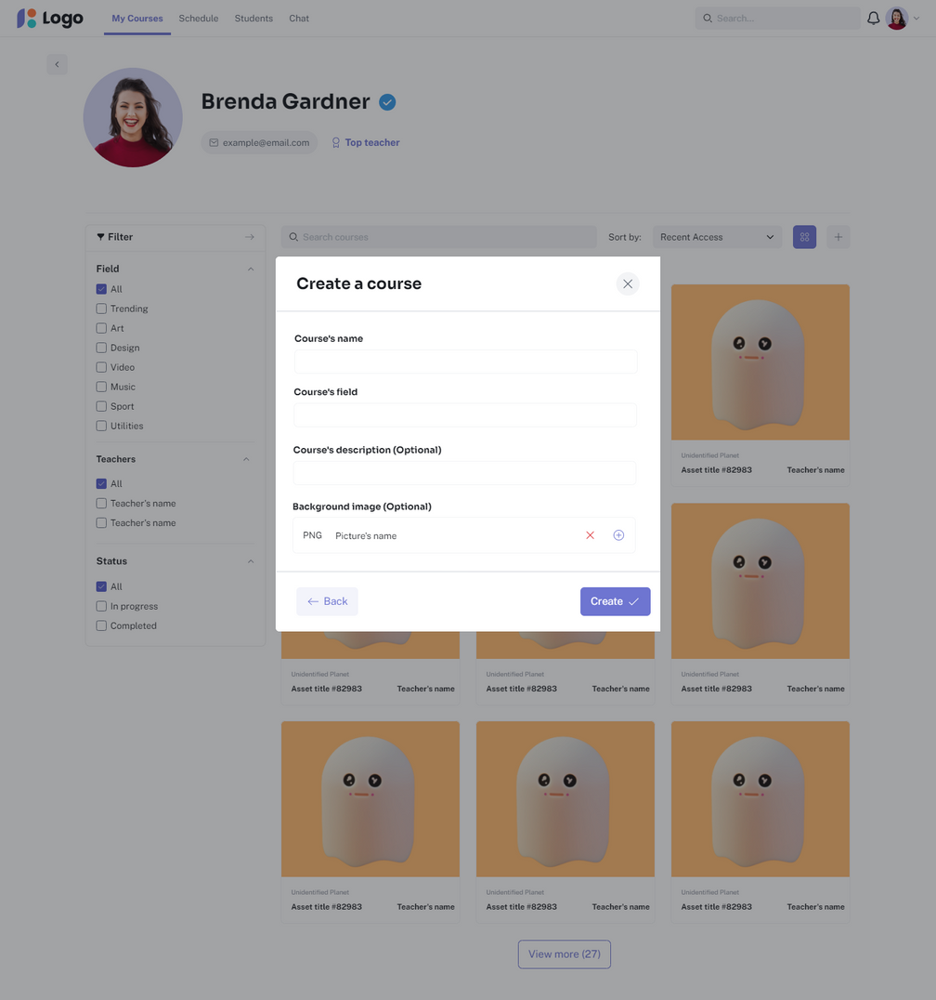 Logo My Courses Schedule Students Chat Search...
Brenda Gardner
example@email.com Top teacher
Filter
Search courses Sort by: Recent Access
Field
All
Trending
Art
Design
Video
Music
Sport
Utilities
Teachers
All
Teacher's name
Teacher's name
Status
All
In progress
Completed
Create a course
Course's name
Course's field
Course's description (Optional)
Background image (Optional)
PNG Picture's name
Back Create
Unidentified Planet
Asset title #82983 Teacher's name
Unidentified Planet Unidentified Planet Unidentified Planet
Asset title #82983 Teacher's name Asset title #82983 Teacher's name Asset title #82983 Teacher's name
Unidentified Planet Unidentified Planet Unidentified Planet
Asset title #82983 Teacher's name Asset title #82983 Teacher's name Asset title #82983 Teacher's name
View more (27)